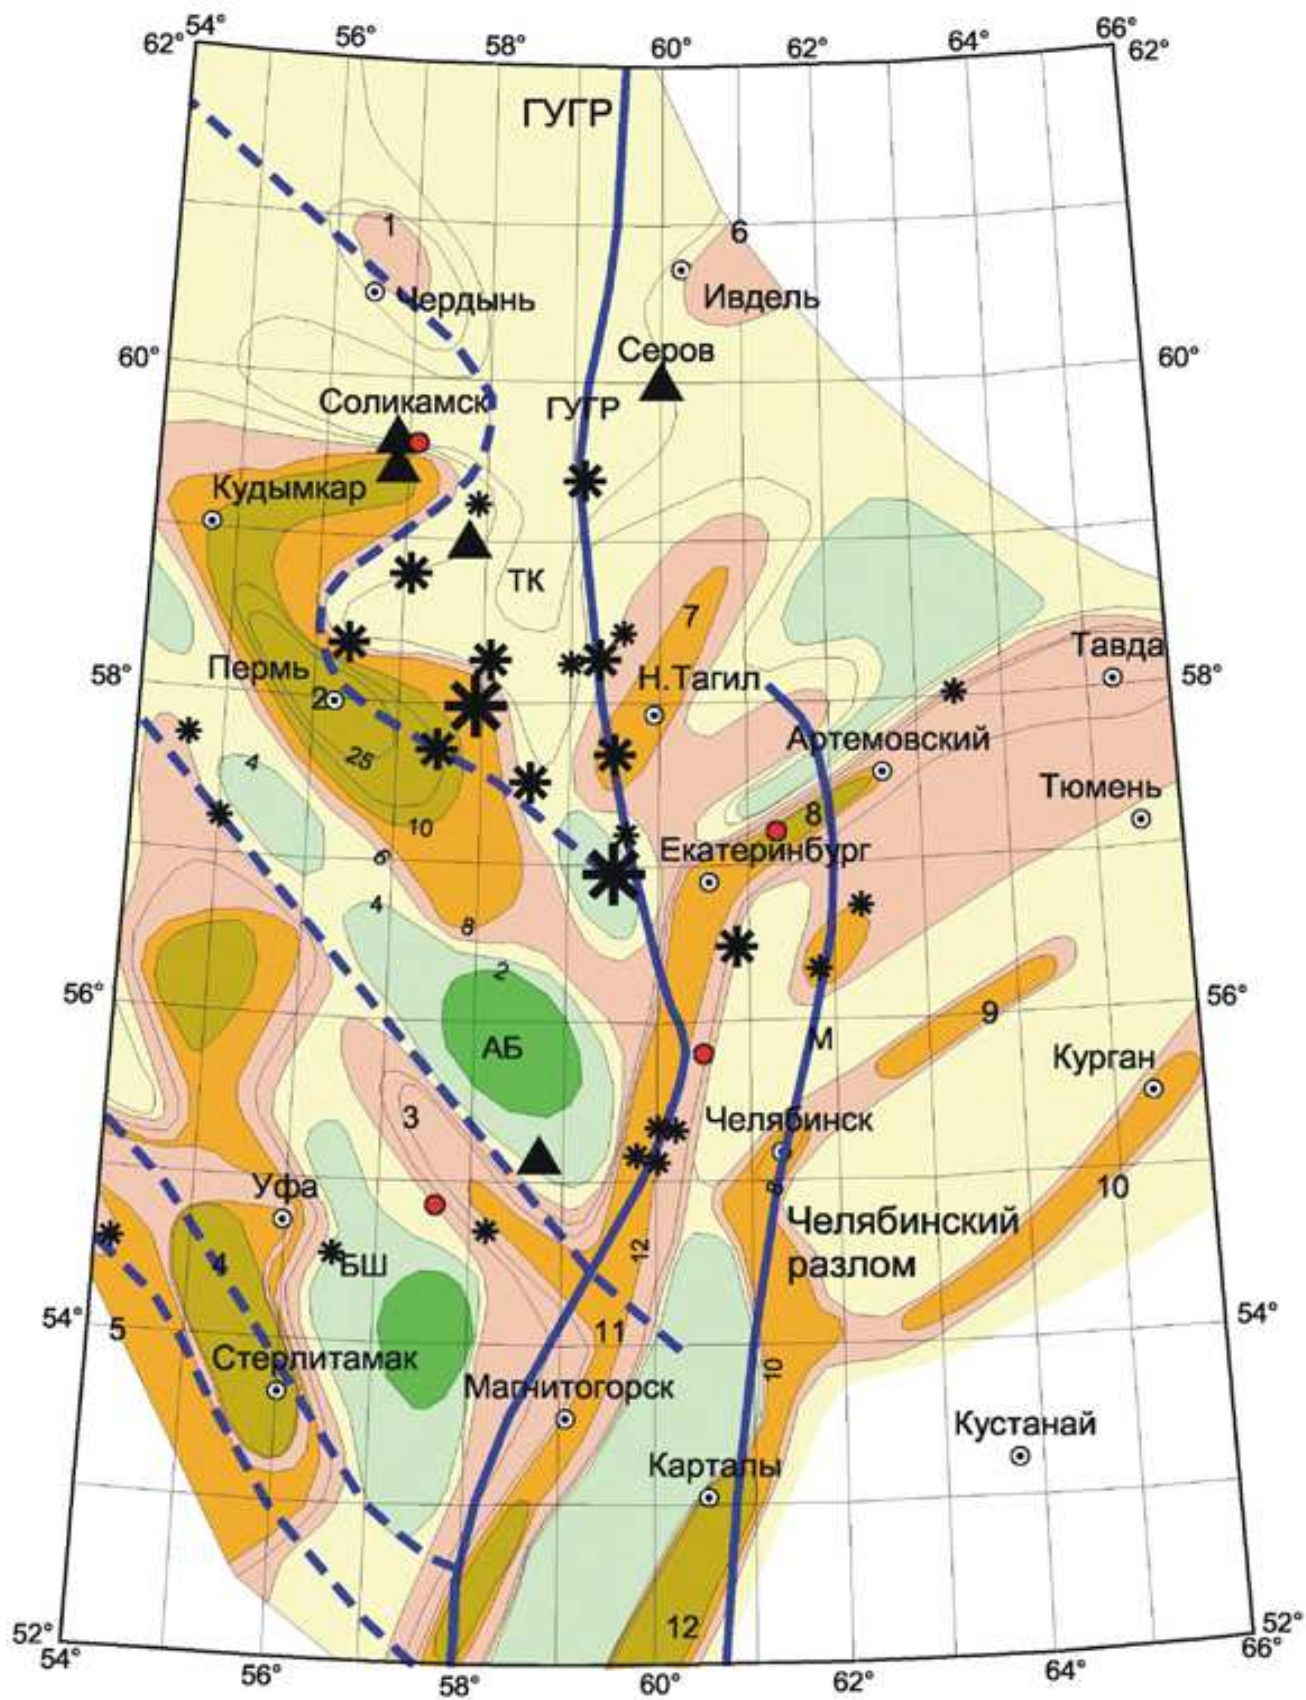 54° 56° 58° 60° 62° 64° 66°
62° 62°
ГУГР
1
6
Чердынь
Ивдель
60° Серов 60°
Соликамск ГУГР
Кудымкар
ТК
7
Тавда
58° Пермь Н.Тагил 58°
2
Артемовский
4 25
Тюмень
10 8
6 Екатеринбург
4
8
2
56° 56°
9
АБ М
Курган
3 Челябинск
8 10
Уфа
Челябинский
12
БШ разлом
4
54° 54°
5 11
Стерлитамак 10
Магнитогорск
Кустанай
Карталы
12
52° 52°
54° 56° 58° 60° 62° 64° 66°